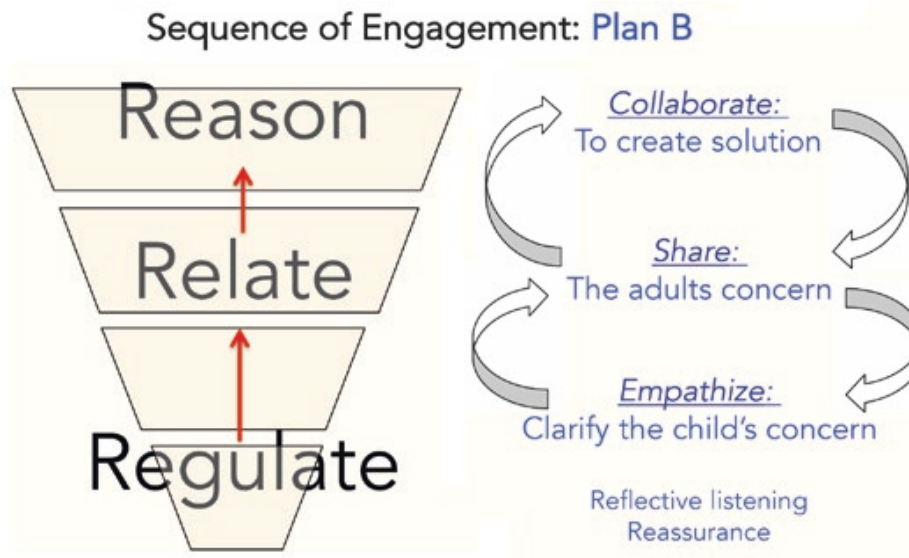 Sequence of Engagement: Plan B
Reason
Relate
Regulate
Collaborate:
To create solution
Share:
The adults concern
Empathize:
Clarify the child's concern
Reflective listening
Reassurance